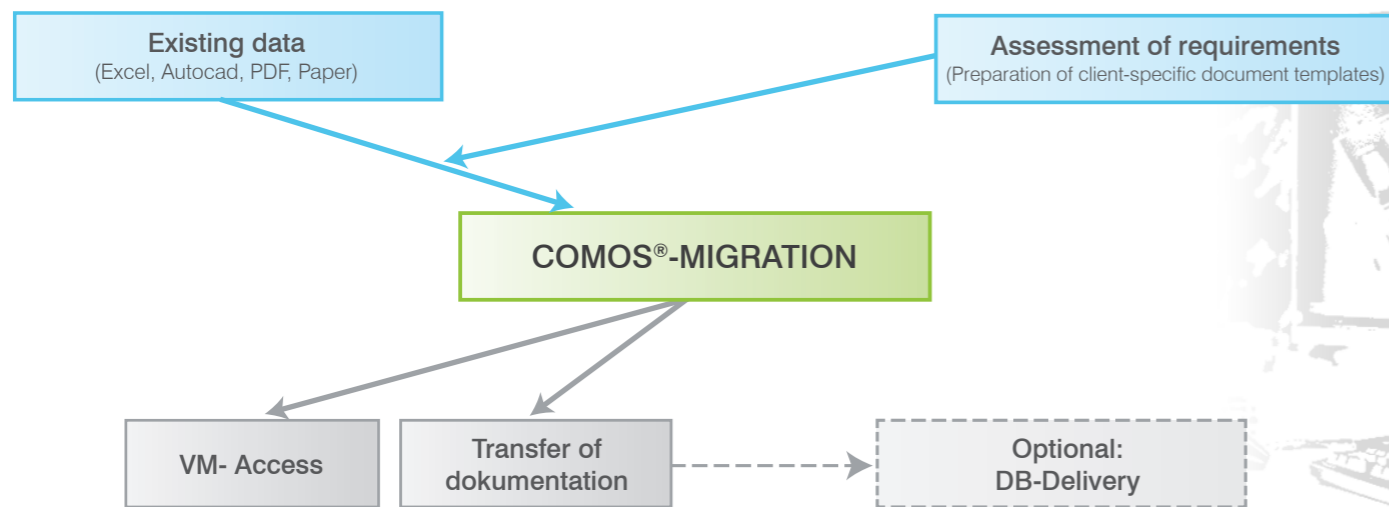 Existing data
(Excel, Autocad, PDF, Paper)
Assessment of requirements
(Preparation of client-specific document templates)
COMOS®-MIGRATION
VM- Access
Transfer of
dokumentation
Optional:
DB-Delivery